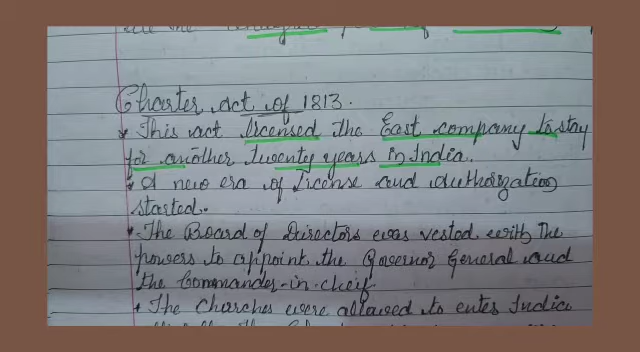 Charter act of 1813.
* This act licensed the East company to stay
for another twenty years in India.
* A new era of license and authorization
started.
* The Board of Directors was vested with the
powers to appoint the Governor General and
the Commander-in-cheif
* The Churches were allowed to enter India